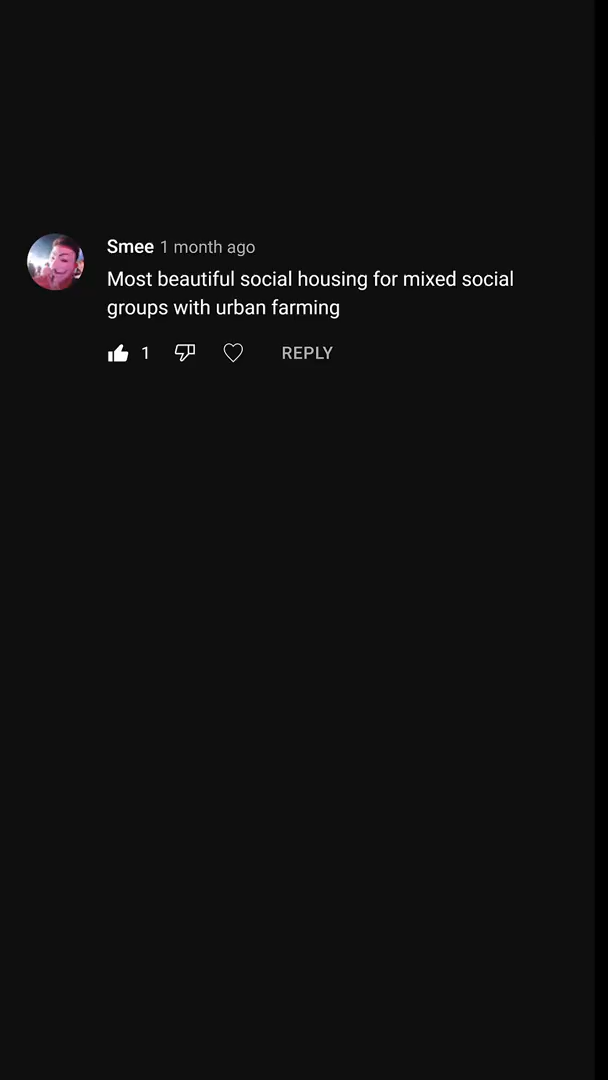 Smee 1 month ago
Most beautiful social housing for mixed social
groups with urban farming
1 REPLY